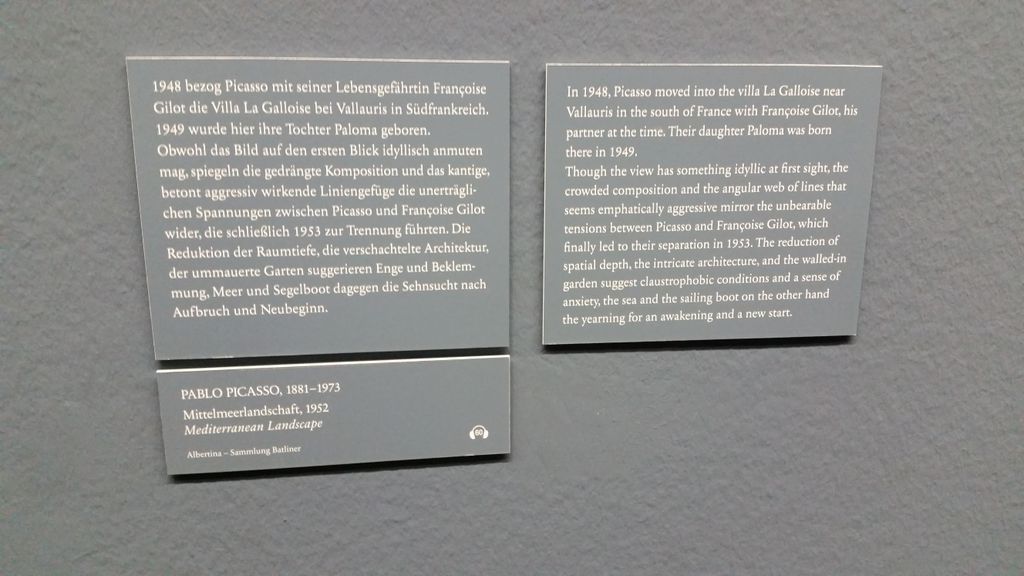 1948 bezog Picasso mit seiner Lebensgefährtin Françoise
Gilot die Villa La Galloise bei Vallauris in Südfrankreich.
1949 wurde hier ihre Tochter Paloma geboren.
Obwohl das Bild auf den ersten Blick idyllisch anmuten
mag, spiegeln die gedrängte Komposition und das kantige,
betont aggressiv wirkende Liniengefüge die unerträgli-
chen Spannungen zwischen Picasso und Françoise Gilot
wider, die schließlich 1953 zur Trennung führten. Die
Reduktion der Raumtiefe, die verschachtelte Architektur,
der ummauerte Garten suggerieren Enge und Beklem-
mung, Meer und Segelboot dagegen die Sehnsucht nach
Aufbruch und Neubeginn.
PABLO PICASSO, 1881–1973
Mittelmeerlandschaft, 1952
Mediterranean Landscape
Albertina – Sammlung Batliner
60
In 1948, Picasso moved into the villa La Galloise near
Vallauris in the south of France with Françoise Gilot, his
partner at the time. Their daughter Paloma was born
there in 1949.
Though the view has something idyllic at first sight, the
crowded composition and the angular web of lines that
seems emphatically aggressive mirror the unbearable
tensions between Picasso and Françoise Gilot, which
finally led to their separation in 1953. The reduction of
spatial depth, the intricate architecture, and the walled-in
garden suggest claustrophobic conditions and a sense of
anxiety, the sea and the sailing boot on the other hand
the yearning for an awakening and a new start.